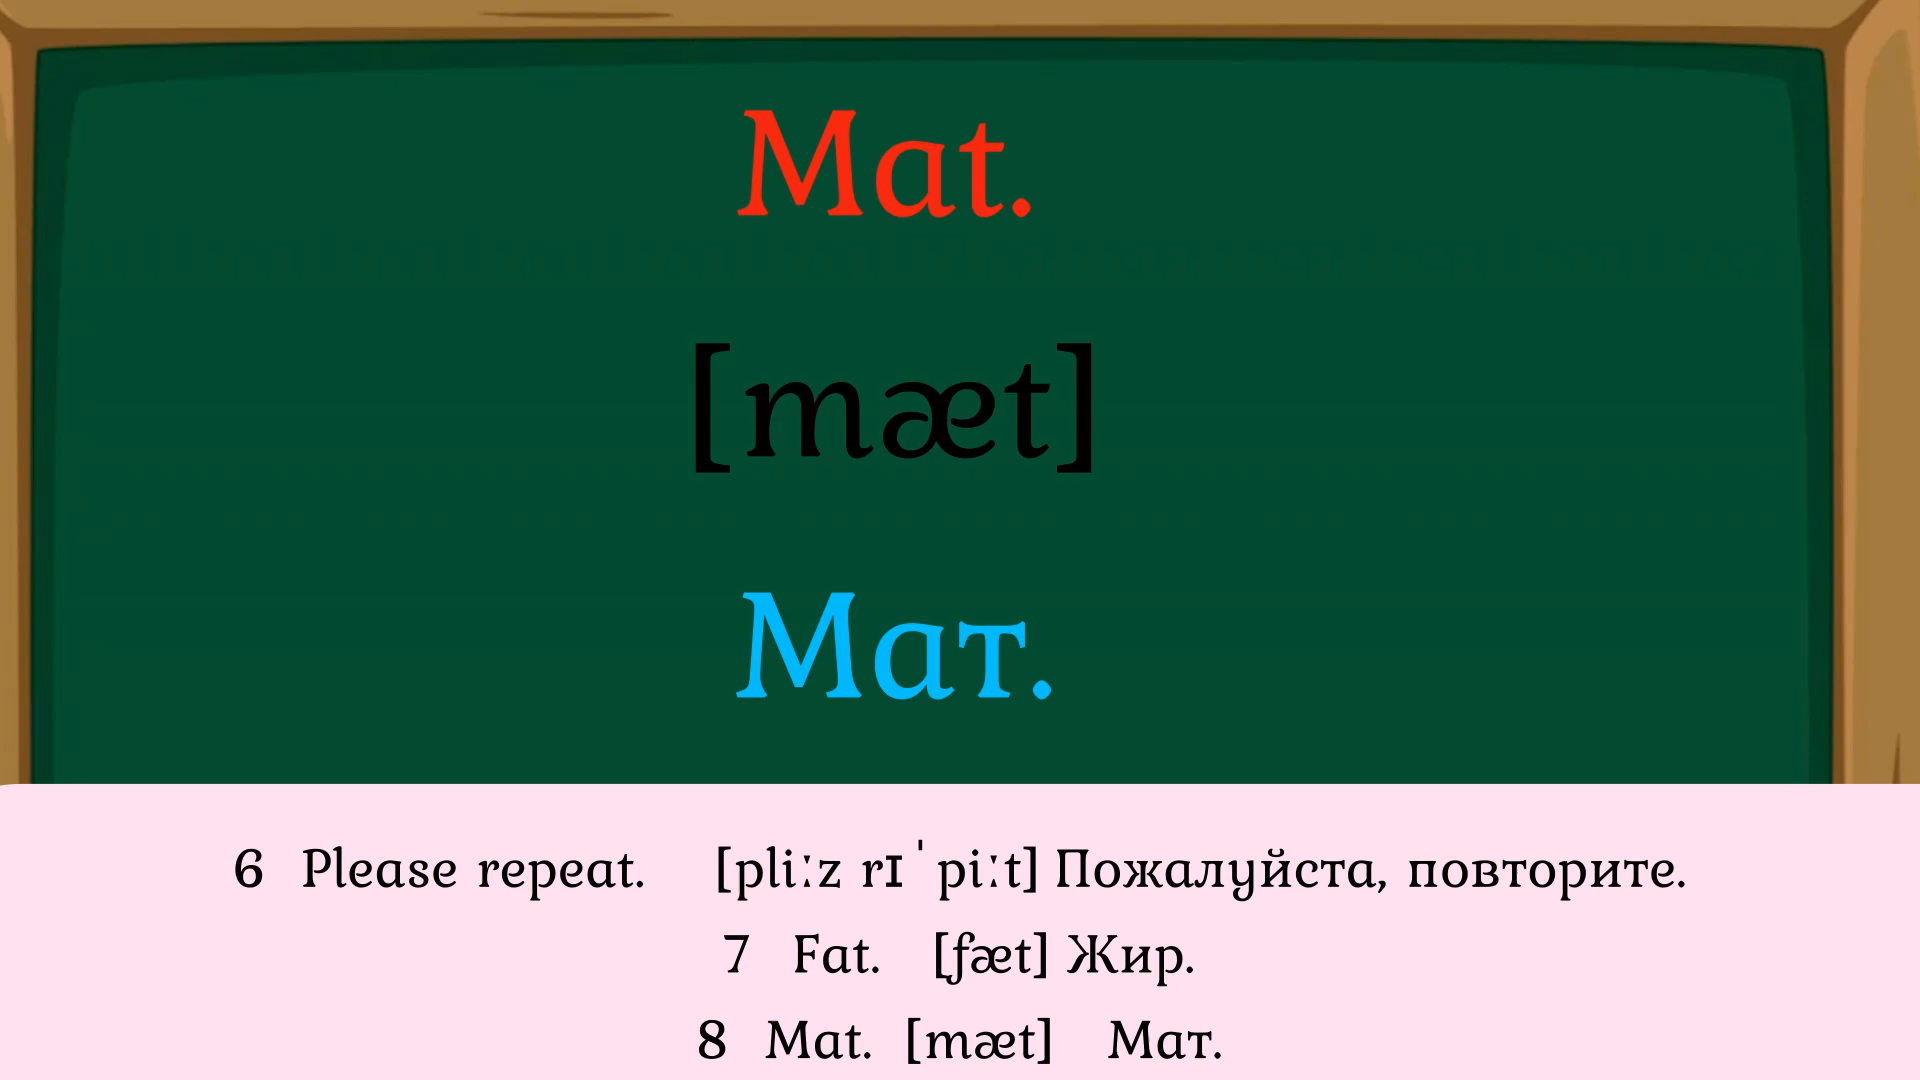 Mat.
[mæt]
Мат.
6 Please repeat. [pliːz rɪˈpiːt] Пожалуйста, повторите.
7 Fat. [fæt] Жир.
8 Mat. [mæt] Мат.